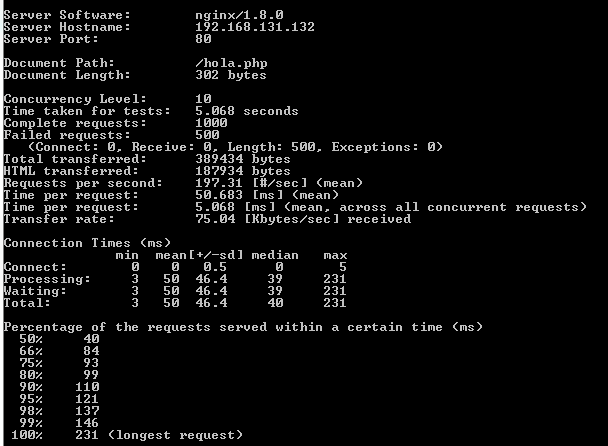 Server Software:        nginx/1.8.0
Server Hostname:        192.168.131.132
Server Port:            80
Document Path:          /hola.php
Document Length:        302 bytes
Concurrency Level:      10
Time taken for tests:   5.068 seconds
Complete requests:      1000
Failed requests:        500
   (Connect: 0, Receive: 0, Length: 500, Exceptions: 0)
Total transferred:      389434 bytes
HTML transferred:       187934 bytes
Requests per second:    197.31 [#/sec] (mean)
Time per request:       50.683 [ms] (mean)
Time per request:       5.068 [ms] (mean, across all concurrent requests)
Transfer rate:          75.04 [Kbytes/sec] received
Connection Times (ms)
              min  mean[+/-sd] median   max
Connect:        0    0   0.5      0       5
Processing:     3   50  46.4     39     231
Waiting:        3   50  46.4     39     231
Total:          3   50  46.4     40     231
Percentage of the requests served within a certain time (ms)
  50%     40
  66%     84
  75%     93
  80%     99
  90%    110
  95%    121
  98%    137
  99%    146
 100%    231 (longest request)